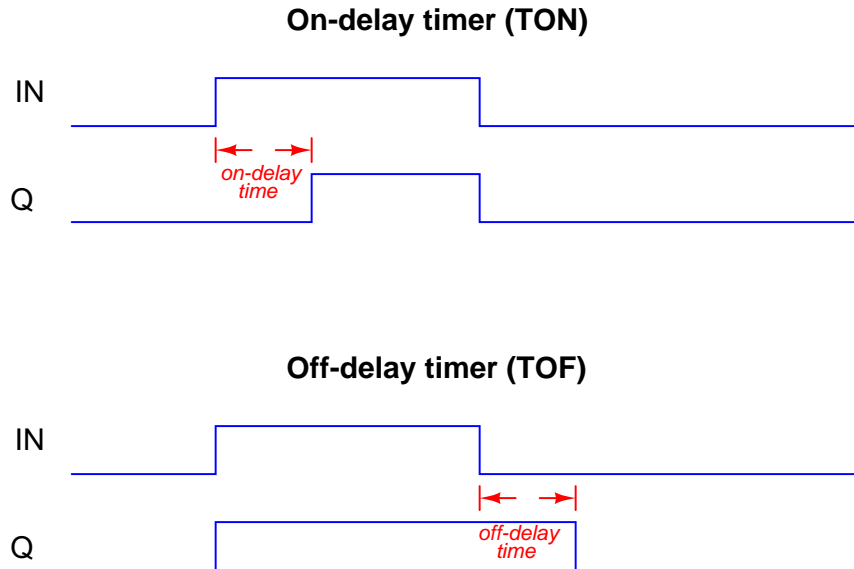 On-delay timer (TON)
IN
on-delay
time
Q
Off-delay timer (TOF)
IN
off-delay
time
Q